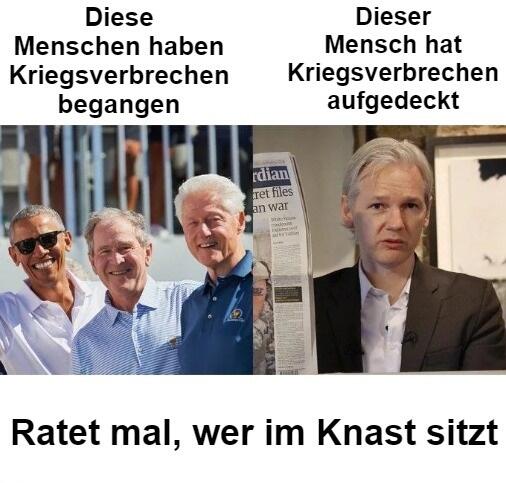 Diese
Menschen haben
Kriegsverbrechen
begangen
Dieser
Mensch hat
Kriegsverbrechen
aufgedeckt
rdian
ret files
an war
Ratet mal, wer im Knast sitzt